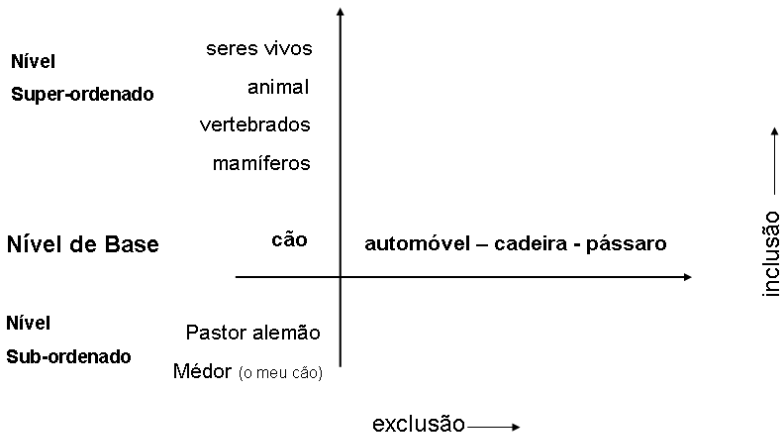 seres vivos
Nível
Super-ordenado
animal
vertebrados
mamíferos
Nível de Base
cão
automóvel – cadeira - pássaro
inclusão
Nível
Sub-ordenado
Pastor alemão
Médor (o meu cão)
exclusão